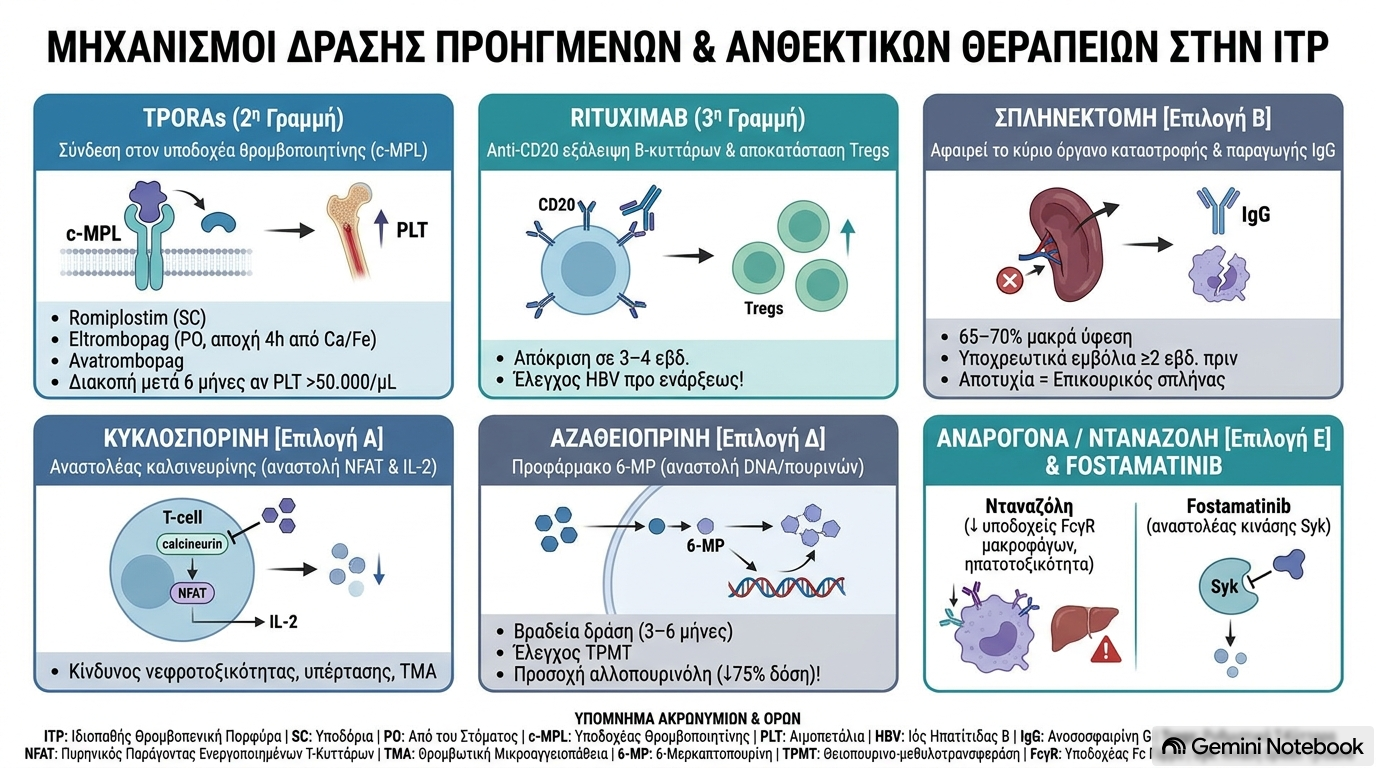 ΜΗΧΑΝΙΣΜΟΙ ΔΡΑΣΗΣ ΠΡΟΗΓΜΕΝΩΝ & ΑΝΘΕΚΤΙΚΩΝ ΘΕΡΑΠΕΙΩΝ ΣΤΗΝ ITP
TPORAs (2η Γραμμή)
Σύνδεση στον υποδοχέα θρομβοποιητίνης (c-MPL)
c-MPL
PLT
• Romiplostim (SC)
• Eltrombopag (PO, αποχή 4h από Ca/Fe)
• Avatrombopag
• Διακοπή μετά 6 μήνες αν PLT >50.000/μL
RITUXIMAB (3η Γραμμή)
Anti-CD20 εξάλειψη Β-κυττάρων & αποκατάσταση Tregs
CD20
Tregs
• Απόκριση σε 3–4 εβδ.
• Έλεγχος HBV προ ενάρξεως!
ΣΠΛΗΝΕΚΤΟΜΗ [Επιλογή Β]
Αφαιρεί το κύριο όργανο καταστροφής & παραγωγής IgG
IgG
• 65–70% μακρά ύφεση
• Υποχρεωτικά εμβόλια ≥2 εβδ. πριν
• Αποτυχία = Επικουρικός σπλήνας
ΚΥΚΛΟΣΠΟΡΙΝΗ [Επιλογή Α]
Αναστολέας καλσινευρίνης (αναστολή NFAT & IL-2)
T-cell
calcineurin
NFAT
IL-2
• Κίνδυνος νεφροτοξικότητας, υπέρτασης, TMA
ΑΖΑΘΕΙΟΠΡΙΝΗ [Επιλογή Δ]
Προφάρμακο 6-MP (αναστολή DNA/πουρινών)
6-MP
• Βραδεία δράση (3–6 μήνες)
• Έλεγχος TPMT
• Προσοχή αλλοπουρινόλη (↓75% δόση)!
ΑΝΔΡΟΓΟΝΑ / ΝΤΑΝΑΖΟΛΗ [Επιλογή Ε]
& FOSTAMATINIB
Νταναζόλη
(↓ υποδοχείς FcγR
μακροφάγων,
ηπατοτοξικότητα)
Fostamatinib
(αναστολέας κινάσης Syk)
Syk
ΥΠΟΜΝΗΜΑ ΑΚΡΩΝΥΜΙΩΝ & ΟΡΩΝ
ITP: Ιδιοπαθής Θρομβοπενική Πορφύρα | SC: Υποδόρια | PO: Από του Στόματος | c-MPL: Υποδοχέας Θρομβοποιητίνης | PLT: Αιμοπετάλια | HBV: Ιός Ηπατίτιδας Β | IgG: Ανοσοσφαιρίνη G
NFAT: Πυρηνικός Παράγοντας Ενεργοποιημένων Τ-Κυττάρων | TMA: Θρομβωτική Μικροαγγειοπάθεια | 6-MP: 6-Μερκαπτοπουρίνη | TPMT: Θειοπουρινο-μεθυλοτρανσφεράση | FcγR: Υποδοχέας Fc
Gemini Notebook